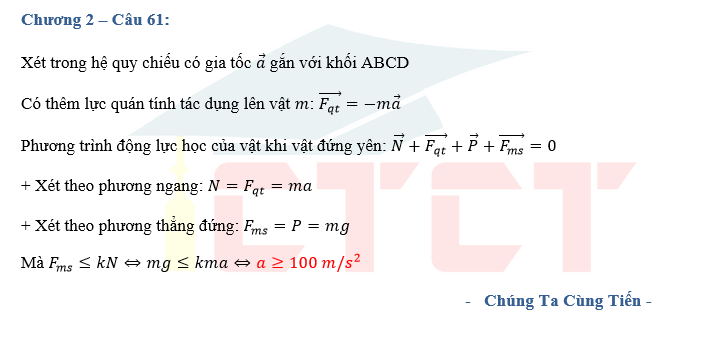 Chương 2 – Câu 61:
Xét trong hệ quy chiếu có gia tốc $\vec{a}$ gắn với khối ABCD
Có thêm lực quán tính tác dụng lên vật $m$: $\overrightarrow{F_{qt}} = -m\vec{a}$
Phương trình động lực học của vật khi vật đứng yên: $\vec{N} + \overrightarrow{F_{qt}} + \vec{P} + \overrightarrow{F_{ms}} = 0$
+ Xét theo phương ngang: $N = F_{qt} = ma$
+ Xét theo phương thẳng đứng: $F_{ms} = P = mg$
Mà $F_{ms} \leq kN \Leftrightarrow mg \leq kma \Leftrightarrow a \geq 100\ m/s^2$
- Chúng Ta Cùng Tiến -
CTCT